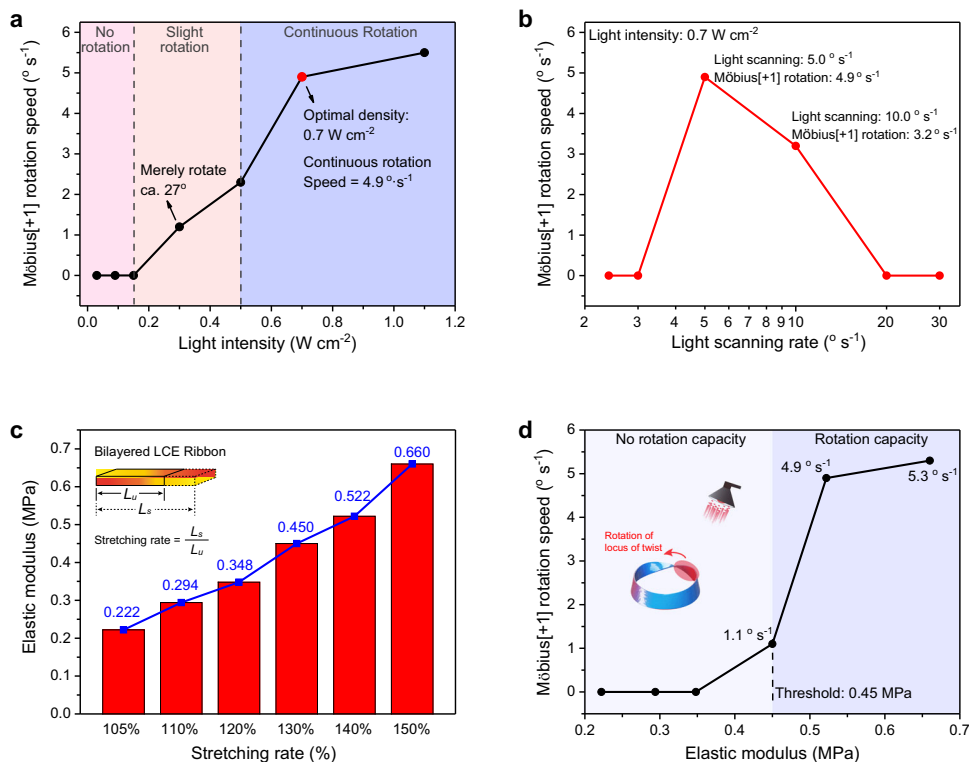 a
No
rotation
Slight
rotation
Continuous Rotation
Optimal density:
0.7 W cm⁻²
Continuous rotation
Speed = 4.9 º·s⁻¹
Merely rotate
ca. 27º
6
5
4
3
2
1
0
Möbius[+1] rotation speed (º s⁻¹)
0.0 0.2 0.4 0.6 0.8 1.0 1.2
Light intensity (W cm⁻²)
b
Light intensity: 0.7 W cm⁻²
Light scanning: 5.0 º s⁻¹
Möbius[+1] rotation: 4.9 º s⁻¹
Light scanning: 10.0 º s⁻¹
Möbius[+1] rotation: 3.2 º s⁻¹
6
5
4
3
2
1
0
Möbius[+1] rotation speed (º s⁻¹)
2 3 4 5 6 7 8 9 10 20 30
Light scanning rate (º s⁻¹)
c
Bilayered LCE Ribbon
Lᵤ
Lₛ
Stretching rate = Lₛ
Lᵤ
0.222
0.294
0.348
0.450
0.522
0.660
0.7
0.6
0.5
0.4
0.3
0.2
0.1
0.0
Elastic modulus (MPa)
105% 110% 120% 130% 140% 150%
Stretching rate (%)
d
No rotation capacity
Rotation capacity
4.9 º s⁻¹
5.3 º s⁻¹
Rotation of
locus of twist
1.1 º s⁻¹
Threshold: 0.45 MPa
6
5
4
3
2
1
0
Möbius[+1] rotation speed (º s⁻¹)
0.2 0.3 0.4 0.5 0.6 0.7
Elastic modulus (MPa)